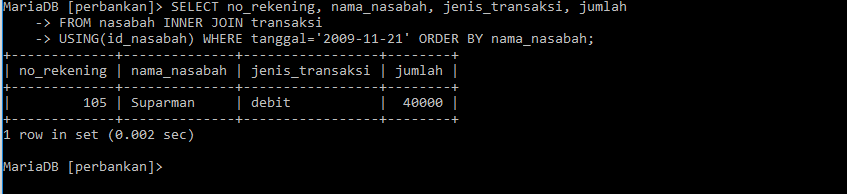 MariaDB [perbankan]> SELECT no_rekening, nama_nasabah, jenis_transaksi, jumlah
    -> FROM nasabah INNER JOIN transaksi
    -> USING(id_nasabah) WHERE tanggal='2009-11-21' ORDER BY nama_nasabah;
+-------------+--------------+-----------------+--------+
| no_rekening | nama_nasabah | jenis_transaksi | jumlah |
+-------------+--------------+-----------------+--------+
|         105 | Suparman     | debit           |  40000 |
+-------------+--------------+-----------------+--------+
1 row in set (0.002 sec)
MariaDB [perbankan]>